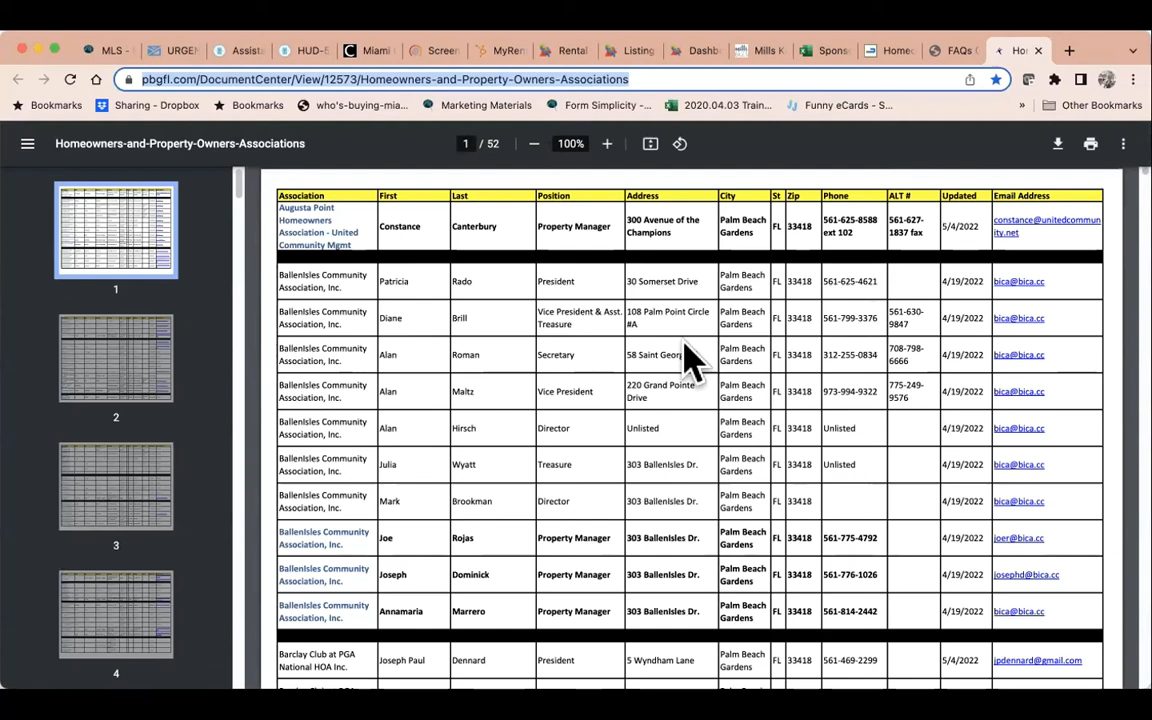 MLS - URGEN Assista HUD-8 Miami Screen MyRen Rental Listing Dashb Mills K Spons Homec FAQs ( Ho
pbgfl.com/DocumentCenter/View/12573/Homeowners-and-Property-Owners-Associations
Bookmarks Sharing - Dropbox Bookmarks who's-buying-mia... Marketing Materials Form Simplicity -... 2020.04.03 Train... Funny eCards - S... » Other Bookmarks
Homeowners-and-Property-Owners-Associations 1 / 52 100%
Association First Last Position Address City St Zip Phone ALT # Updated Email Address
Augusta Point
Homeowners
Association - United
Community Mgmt
Constance Canterbury Property Manager
300 Avenue of the
Champions
Palm Beach
Gardens
FL 33418
561-625-8588
ext 102
561-627-
1837 fax
5/4/2022
constance@unitedcommun
ity.net
BallenIsles Community
Association, Inc.
Patricia Rado President 30 Somerset Drive
Palm Beach
Gardens
FL 33418 561-625-4621 4/19/2022 bica@bica.cc
BallenIsles Community
Association, Inc.
Diane Brill
Vice President & Asst.
Treasure
108 Palm Point Circle
#A
Palm Beach
Gardens
FL 33418 561-799-3376
561-630-
9847
4/19/2022 bica@bica.cc
BallenIsles Community
Association, Inc.
Alan Roman Secretary 58 Saint Georg
Palm Beach
Gardens
FL 33418 312-255-0834
708-798-
6666
4/19/2022 bica@bica.cc
BallenIsles Community
Association, Inc.
Alan Maltz Vice President
220 Grand Pointe
Drive
Palm Beach
Gardens
FL 33418 973-994-9322
775-249-
9576
4/19/2022 bica@bica.cc
BallenIsles Community
Association, Inc.
Alan Hirsch Director Unlisted
Palm Beach
Gardens
FL 33418 Unlisted 4/19/2022 bica@bica.cc
BallenIsles Community
Association, Inc.
Julia Wyatt Treasure 303 BallenIsles Dr.
Palm Beach
Gardens
FL 33418 Unlisted 4/19/2022 bica@bica.cc
BallenIsles Community
Association, Inc.
Mark Brookman Director 303 BallenIsles Dr.
Palm Beach
Gardens
FL 33418 4/19/2022 bica@bica.cc
BallenIsles Community
Association, Inc.
Joe Rojas Property Manager 303 BallenIsles Dr.
Palm Beach
Gardens
FL 33418 561-775-4792 4/19/2022 joer@bica.cc
BallenIsles Community
Association, Inc.
Joseph Dominick Property Manager 303 BallenIsles Dr.
Palm Beach
Gardens
FL 33418 561-776-1026 4/19/2022 josephd@bica.cc
BallenIsles Community
Association, Inc.
Annamaria Marrero Property Manager 303 BallenIsles Dr.
Palm Beach
Gardens
FL 33418 561-814-2442 4/19/2022 bica@bica.cc
Barclay Club at PGA
National HOA Inc.
Joseph Paul Dennard President 5 Wyndham Lane
Palm Beach
Gardens
FL 33418 561-469-2299 5/4/2022 jpdennard@gmail.com
1
2
3
4